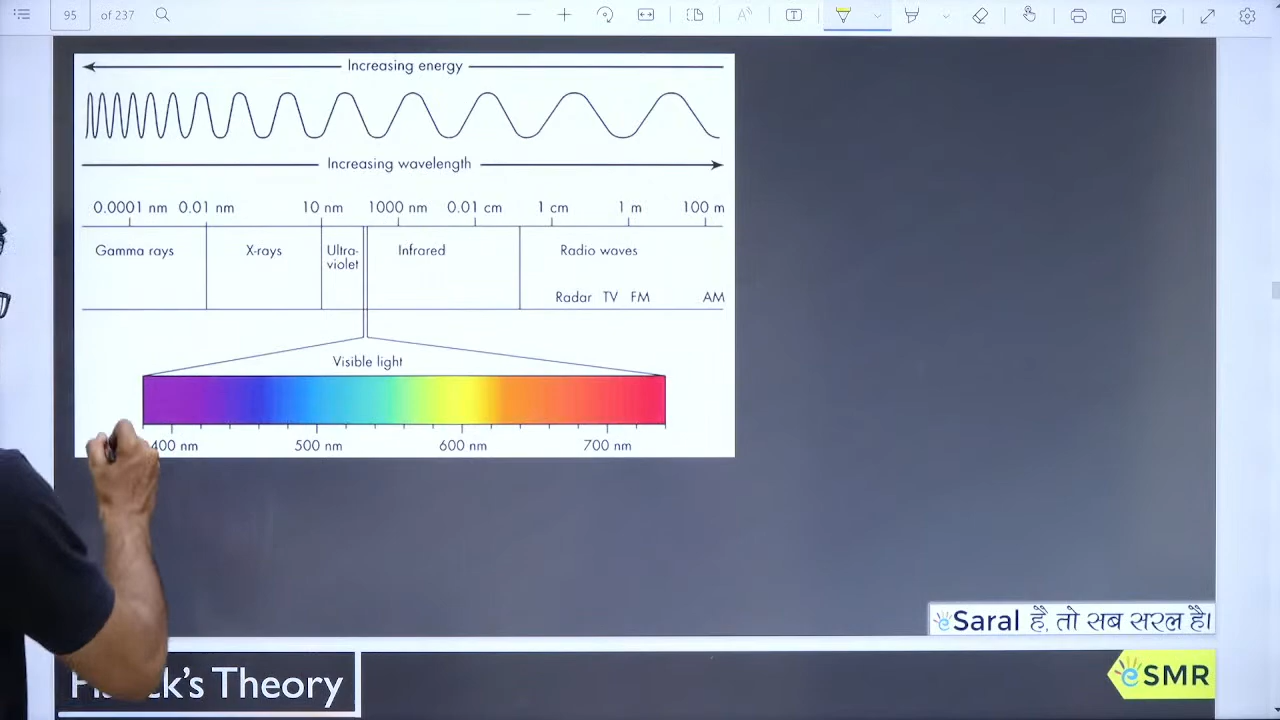 95 of 237
Increasing energy
Increasing wavelength
0.0001 nm 0.01 nm 10 nm 1000 nm 0.01 cm 1 cm 1 m 100 m
Gamma rays X-rays Ultra-violet Infrared Radio waves
Radar TV FM AM
Visible light
400 nm 500 nm 600 nm 700 nm
eSaral है, तो सब सरल है।
Theory
eSMR